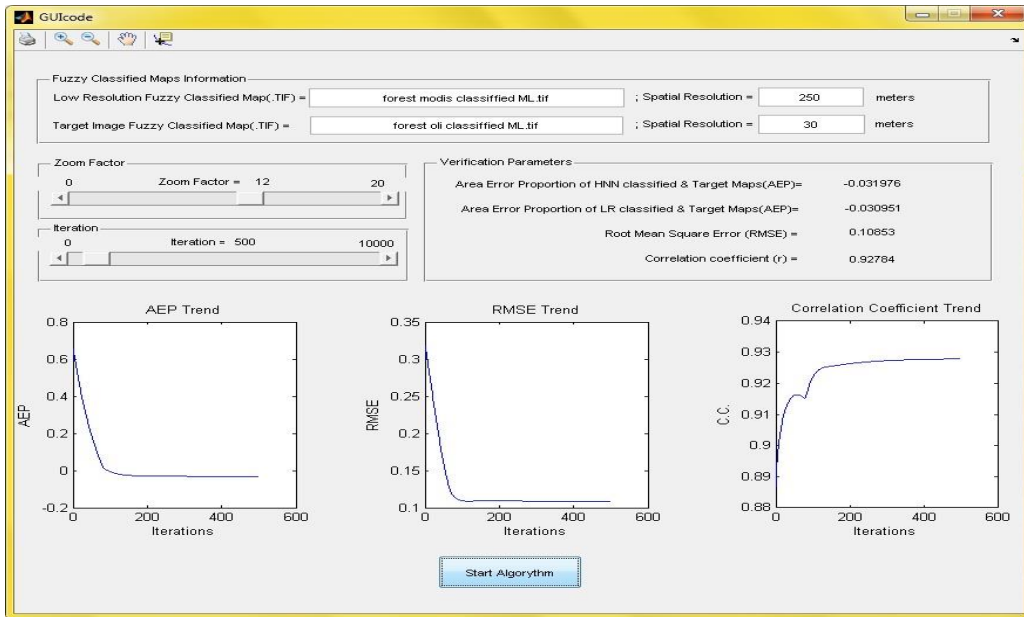 GUIcode
Fuzzy Classified Maps Information
Low Resolution Fuzzy Classified Map(.TIF) = forest modis classiffied ML.tif ; Spatial Resolution = 250 meters
Target Image Fuzzy Classified Map(.TIF) = forest oli classiffied ML.tif ; Spatial Resolution = 30 meters
Zoom Factor
0 Zoom Factor = 12 20
Iteration
0 Iteration = 500 10000
Verification Parameters
Area Error Proportion of HNN classified & Target Maps(AEP)= -0.031976
Area Error Proportion of LR classified & Target Maps(AEP)= -0.030951
Root Mean Square Error (RMSE) = 0.10853
Correlation coefficient (r) = 0.92784
AEP Trend
0.8
0.6
0.4
0.2
0
-0.2
AEP
0 200 400 600
Iterations
RMSE Trend
0.35
0.3
0.25
0.2
0.15
0.1
RMSE
0 200 400 600
Iterations
Correlation Coefficient Trend
0.94
0.93
0.92
0.91
0.9
0.89
0.88
C.C.
0 200 400 600
Iterations
Start Algorythm